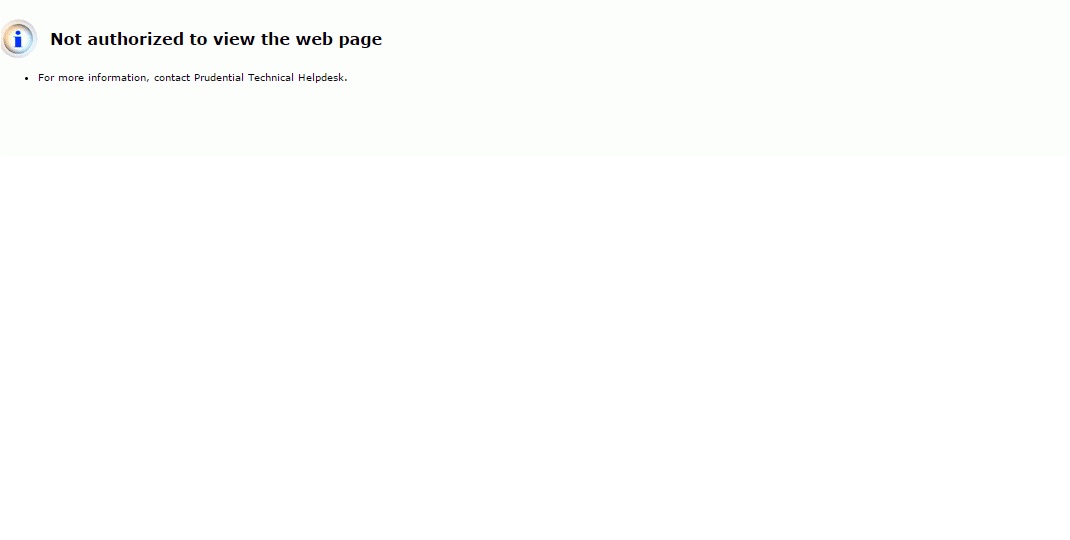 Not authorized to view the web page
For more information, contact Prudential Technical Helpdesk.